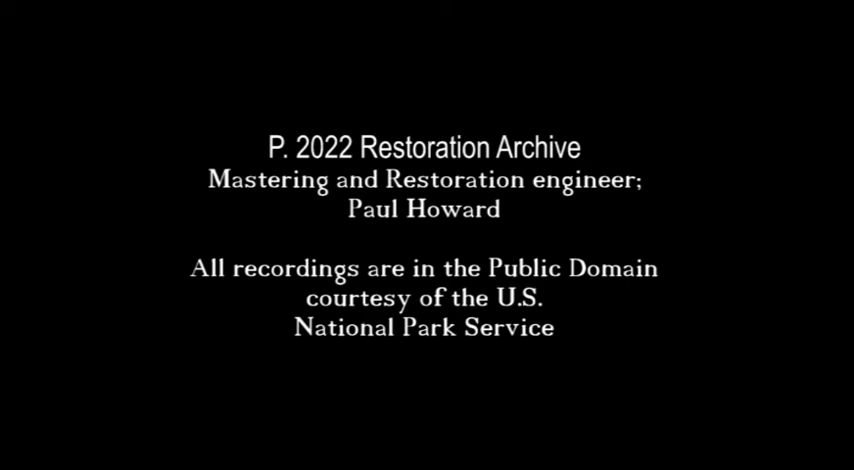 P. 2022 Restoration Archive
Mastering and Restoration engineer;
Paul Howard
All recordings are in the Public Domain
courtesy of the U.S.
National Park Service